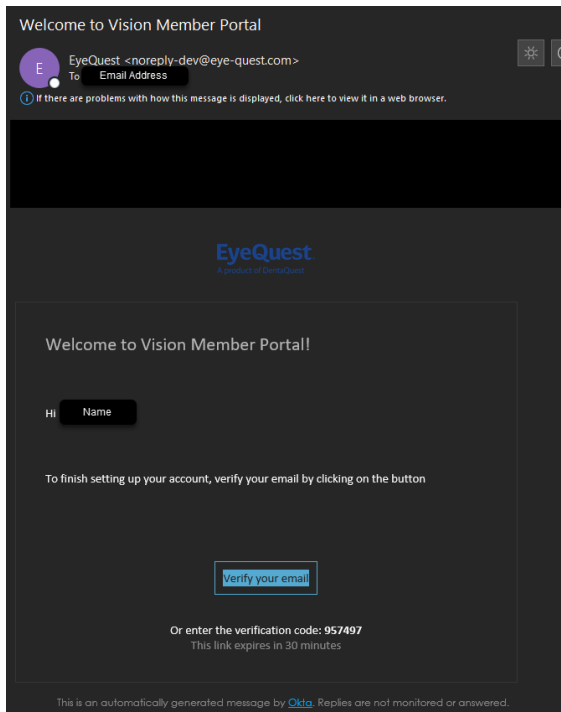 Welcome to Vision Member Portal
E
EyeQuest <noreply-dev@eye-quest.com>
To Email Address
i If there are problems with how this message is displayed, click here to view it in a web browser.
EyeQuest
A product of DentaQuest
Welcome to Vision Member Portal!
Hi Name
To finish setting up your account, verify your email by clicking on the button
Verify your email
Or enter the verification code: 957497
This link expires in 30 minutes
This is an automatically generated message by Okta. Replies are not monitored or answered.